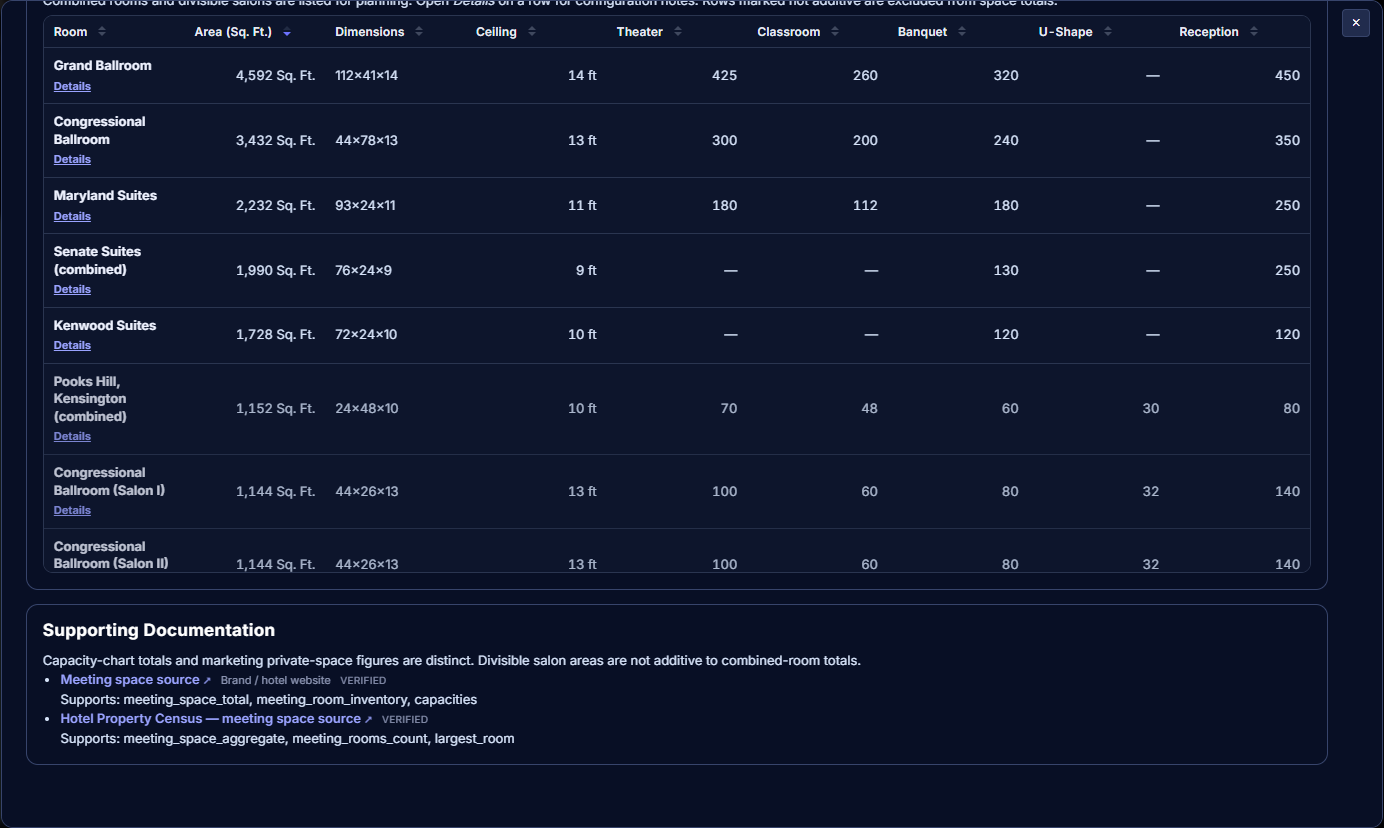 Combined rooms and divisible salons are listed for planning. Open Details on a row for configuration notes. Rows marked not additive are excluded from space totals.
×
Room Area (Sq. Ft.) Dimensions Ceiling Theater Classroom Banquet U-Shape Reception
Grand Ballroom
Details
4,592 Sq. Ft. 112×41×14 14 ft 425 260 320 — 450
Congressional
Ballroom
Details
3,432 Sq. Ft. 44×78×13 13 ft 300 200 240 — 350
Maryland Suites
Details
2,232 Sq. Ft. 93×24×11 11 ft 180 112 180 — 250
Senate Suites
(combined)
Details
1,990 Sq. Ft. 76×24×9 9 ft — — 130 — 250
Kenwood Suites
Details
1,728 Sq. Ft. 72×24×10 10 ft — — 120 — 120
Pooks Hill,
Kensington
(combined)
Details
1,152 Sq. Ft. 24×48×10 10 ft 70 48 60 30 80
Congressional
Ballroom (Salon I)
Details
1,144 Sq. Ft. 44×26×13 13 ft 100 60 80 32 140
Congressional
Ballroom (Salon II)
1,144 Sq. Ft. 44×26×13 13 ft 100 60 80 32 140
Supporting Documentation
Capacity-chart totals and marketing private-space figures are distinct. Divisible salon areas are not additive to combined-room totals.
• Meeting space source ↗ Brand / hotel website VERIFIED
Supports: meeting_space_total, meeting_room_inventory, capacities
• Hotel Property Census — meeting space source ↗ VERIFIED
Supports: meeting_space_aggregate, meeting_rooms_count, largest_room